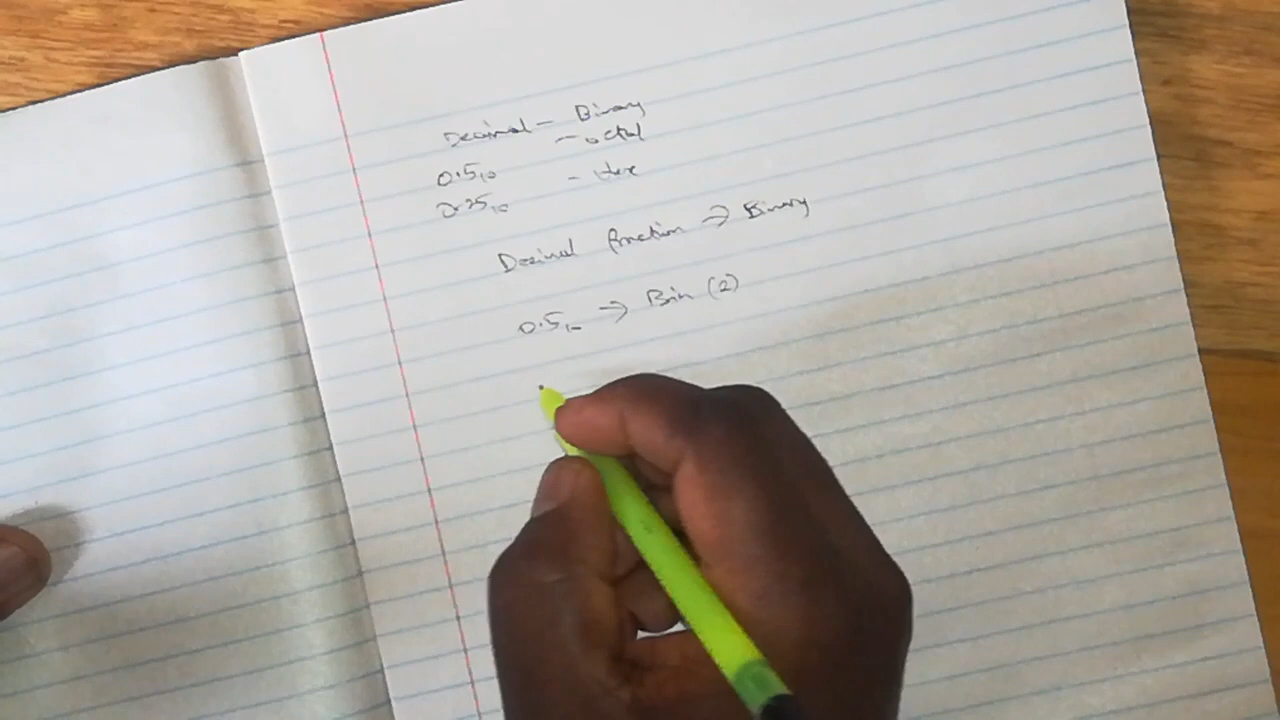 Decimal - Binary
- octal
0.5₁₀ - Hex
0.25₁₀
Decimal fraction → Binary
0.5₁₀ → Bin (2)